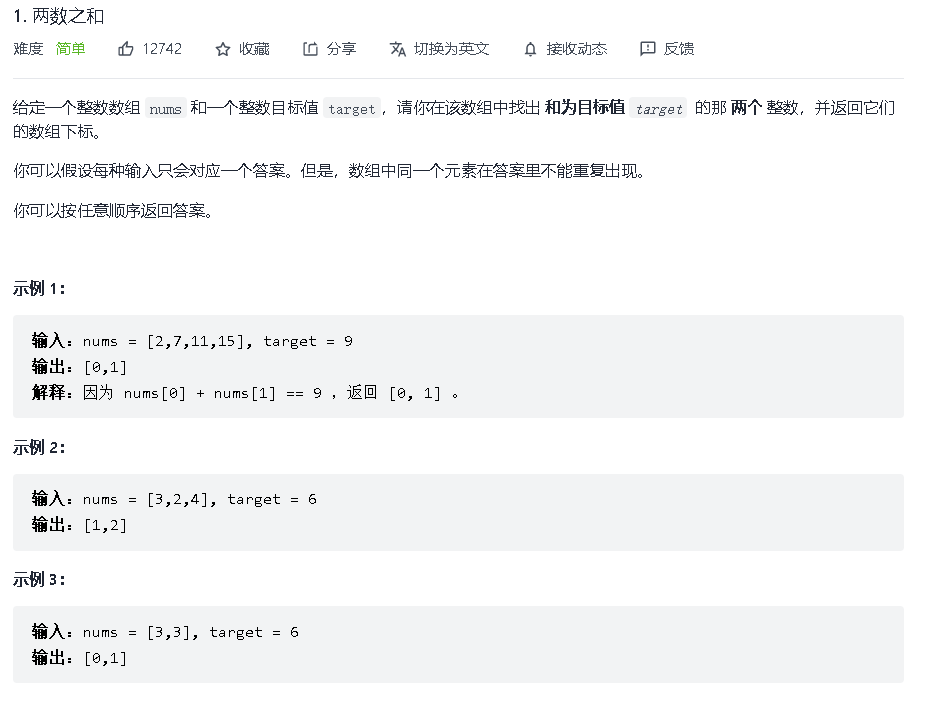 1. 两数之和
难度 简单 12742 收藏 分享 切换为英文 接收动态 反馈
给定一个整数数组 nums 和一个整数目标值 target，请你在该数组中找出 和为目标值 target 的那 两个 整数，并返回它们
的数组下标。
你可以假设每种输入只会对应一个答案。但是，数组中同一个元素在答案里不能重复出现。
你可以按任意顺序返回答案。
示例 1：
输入：nums = [2,7,11,15], target = 9
输出：[0,1]
解释：因为 nums[0] + nums[1] == 9 ，返回 [0, 1] 。
示例 2：
输入：nums = [3,2,4], target = 6
输出：[1,2]
示例 3：
输入：nums = [3,3], target = 6
输出：[0,1]